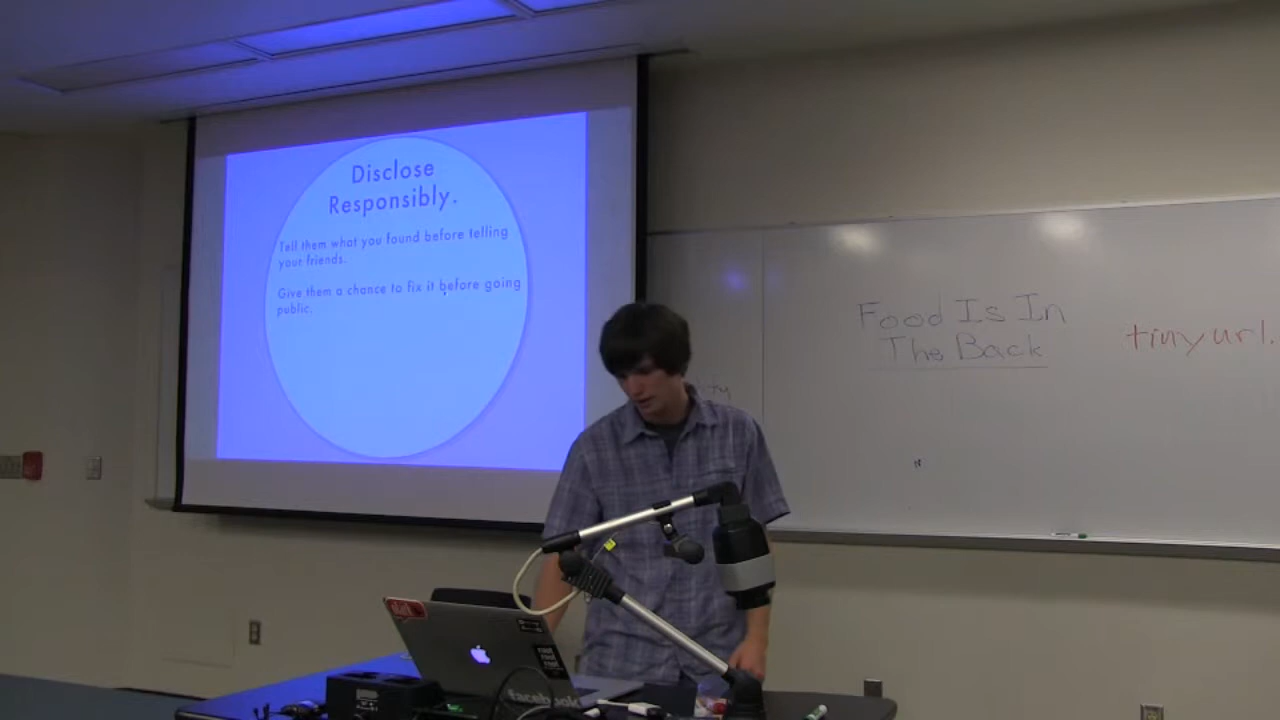 Disclose
Responsibly.
Tell them what you found before telling
your friends.
Give them a chance to fix it before going
public.
Food Is In
The Back
tinyurl.
facebook